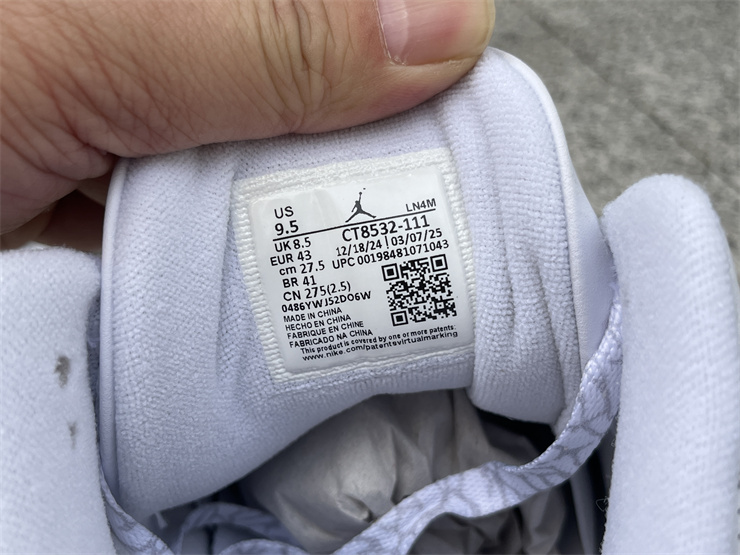 US
9.5
LN4M
UK 8.5
CT8532-111
EUR 43
12/18/24 | 03/07/25
cm 27.5
UPC 00198481071043
BR 41
CN 275(2.5)
0486YWJ52DO6W
MADE IN CHINA
HECHO EN CHINA
FABRIQUE EN CHINE
FABRICADO NA CHINA
This product is covered by one or more patents:
www.nike.com/patentsvirtualmarking